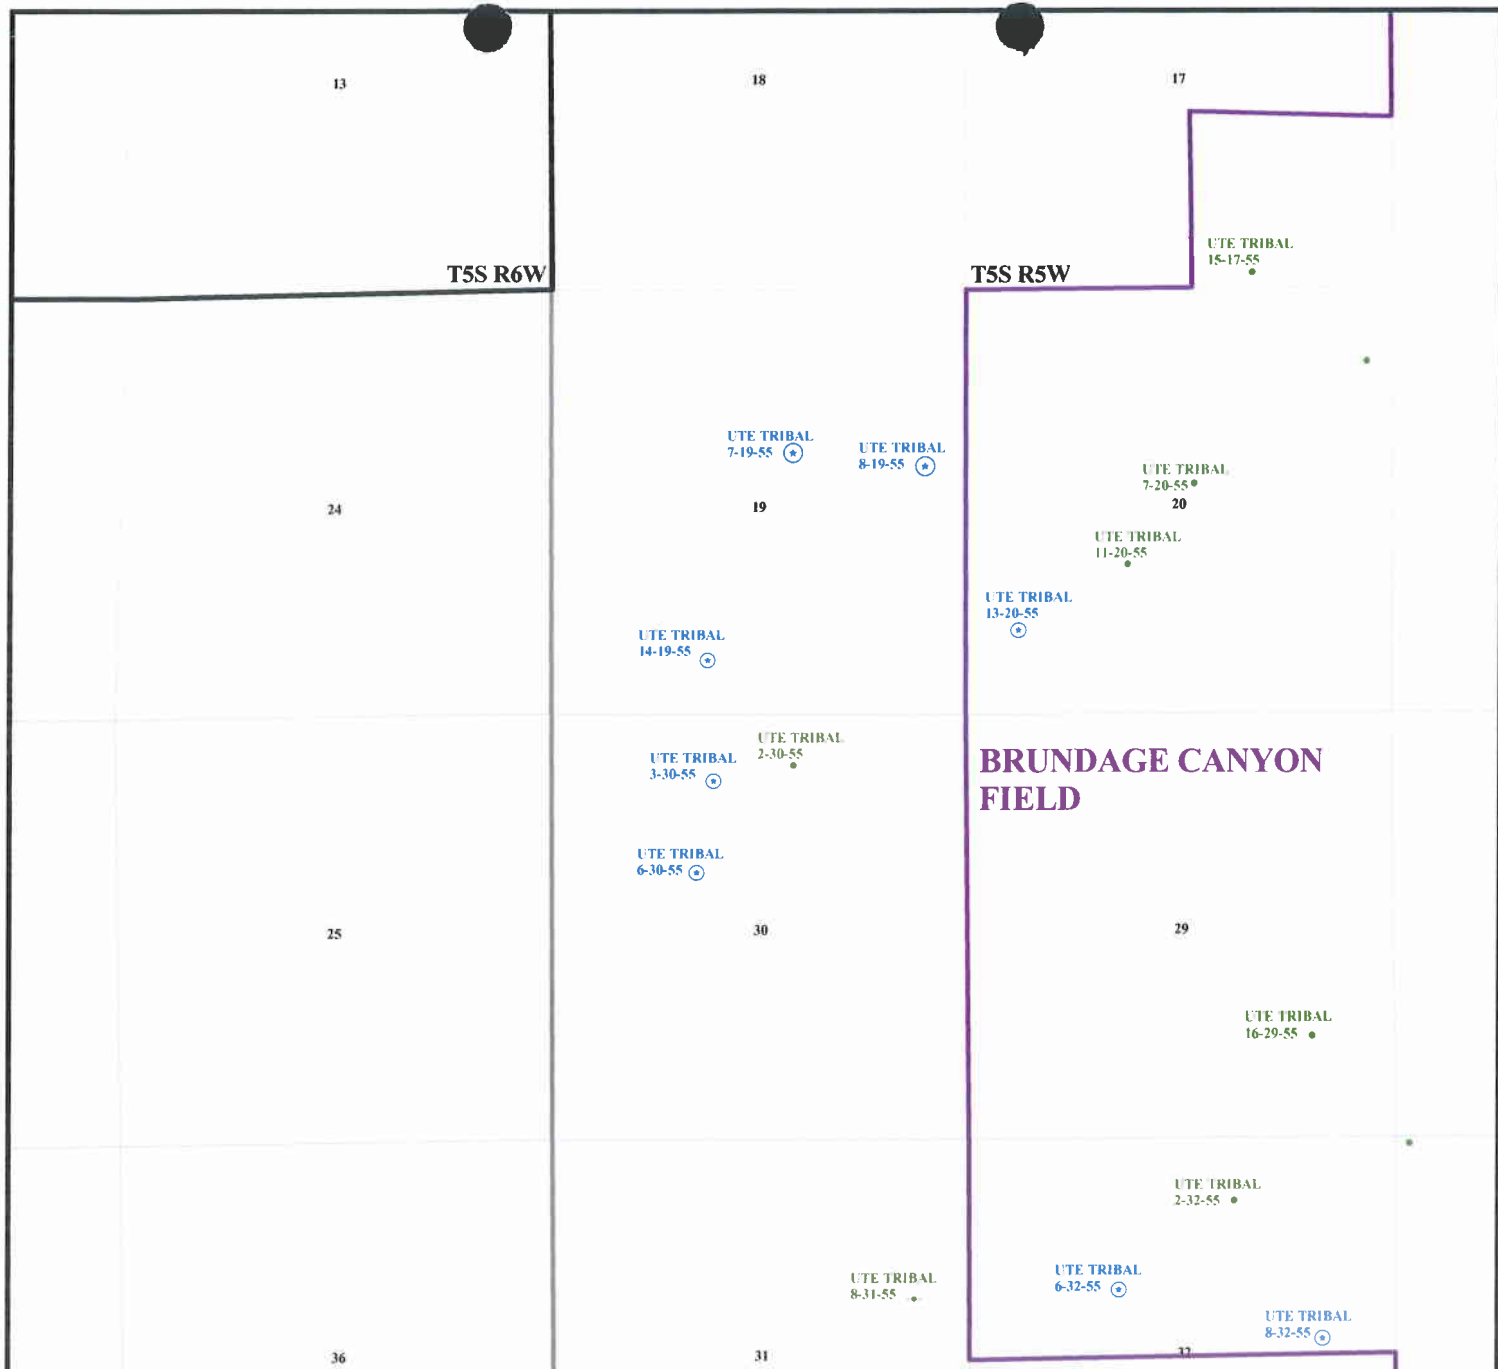 13
18
17
UTE TRIBAL
15-17-55
T5S R6W
T5S R5W
UTE TRIBAL
7-19-55
UTE TRIBAL
8-19-55
UTE TRIBAL
7-20-55
24
19
20
UTE TRIBAL
11-20-55
UTE TRIBAL
13-20-55
UTE TRIBAL
14-19-55
UTE TRIBAL
2-30-55
UTE TRIBAL
3-30-55
BRUNDAGE CANYON
FIELD
UTE TRIBAL
6-30-55
25
30
29
UTE TRIBAL
16-29-55
UTE TRIBAL
2-32-55
UTE TRIBAL
8-31-55
UTE TRIBAL
6-32-55
UTE TRIBAL
8-32-55
36
31
32